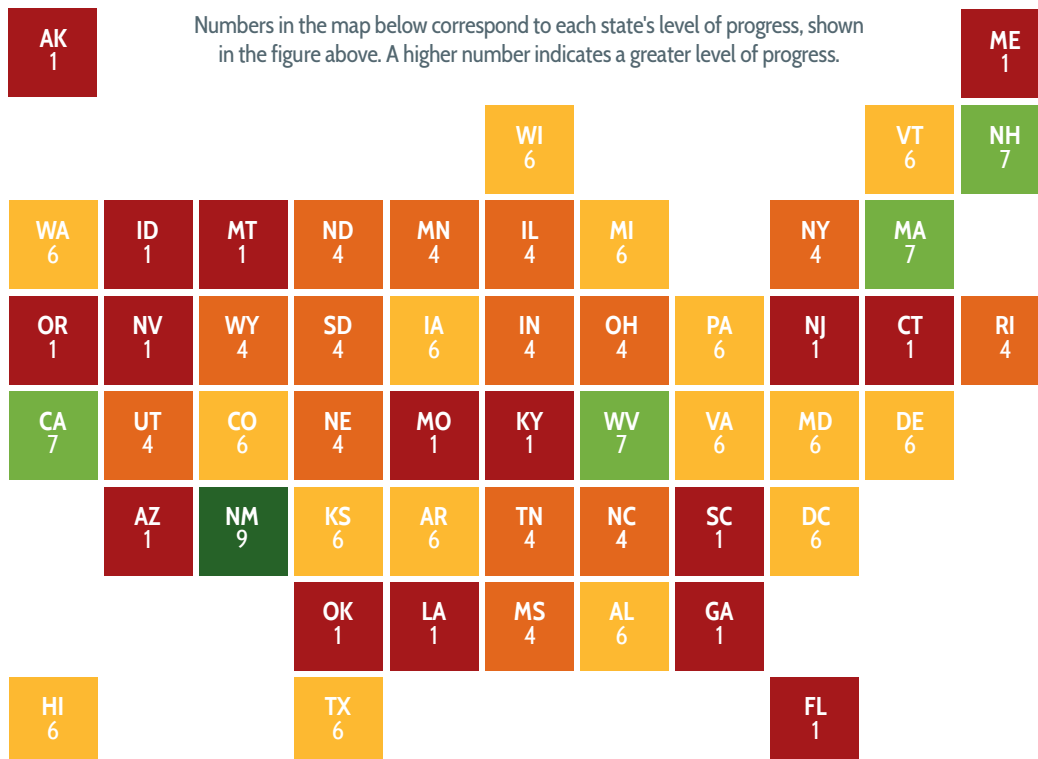 Numbers in the map below correspond to each state's level of progress, shown
in the figure above. A higher number indicates a greater level of progress.
AK
1
ME
1
WI
6
VT
6
NH
7
WA
6
ID
1
MT
1
ND
4
MN
4
IL
4
MI
6
NY
4
MA
7
OR
1
NV
1
WY
4
SD
4
IA
6
IN
4
OH
4
PA
6
NJ
1
CT
1
RI
4
CA
7
UT
4
CO
6
NE
4
MO
1
KY
1
WV
7
VA
6
MD
6
DE
6
AZ
1
NM
9
KS
6
AR
6
TN
4
NC
4
SC
1
DC
6
OK
1
LA
1
MS
4
AL
6
GA
1
HI
6
TX
6
FL
1